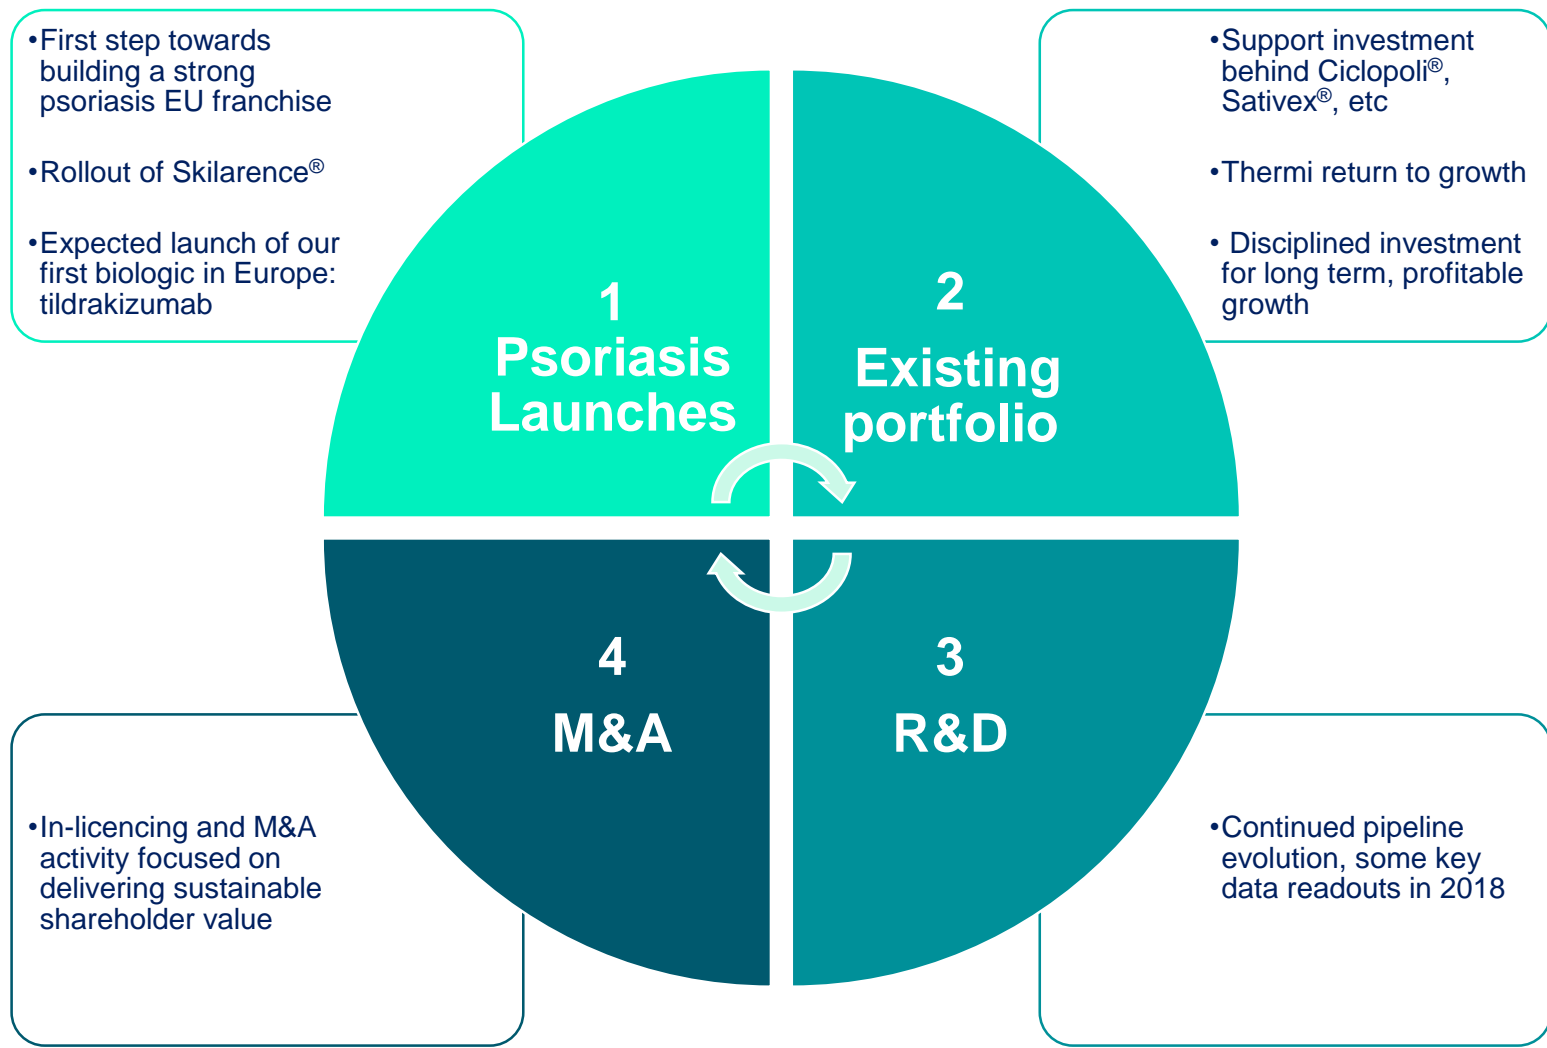 •First step towards
building a strong
psoriasis EU franchise
•Rollout of Skilarence®
•Expected launch of our
first biologic in Europe:
tildrakizumab
1
Psoriasis
Launches
2
Existing
portfolio
•Support investment
behind Ciclopoli®,
Sativex®, etc
•Thermi return to growth
• Disciplined investment
for long term, profitable
growth
4
M&A
3
R&D
•In-licencing and M&A
activity focused on
delivering sustainable
shareholder value
•Continued pipeline
evolution, some key
data readouts in 2018